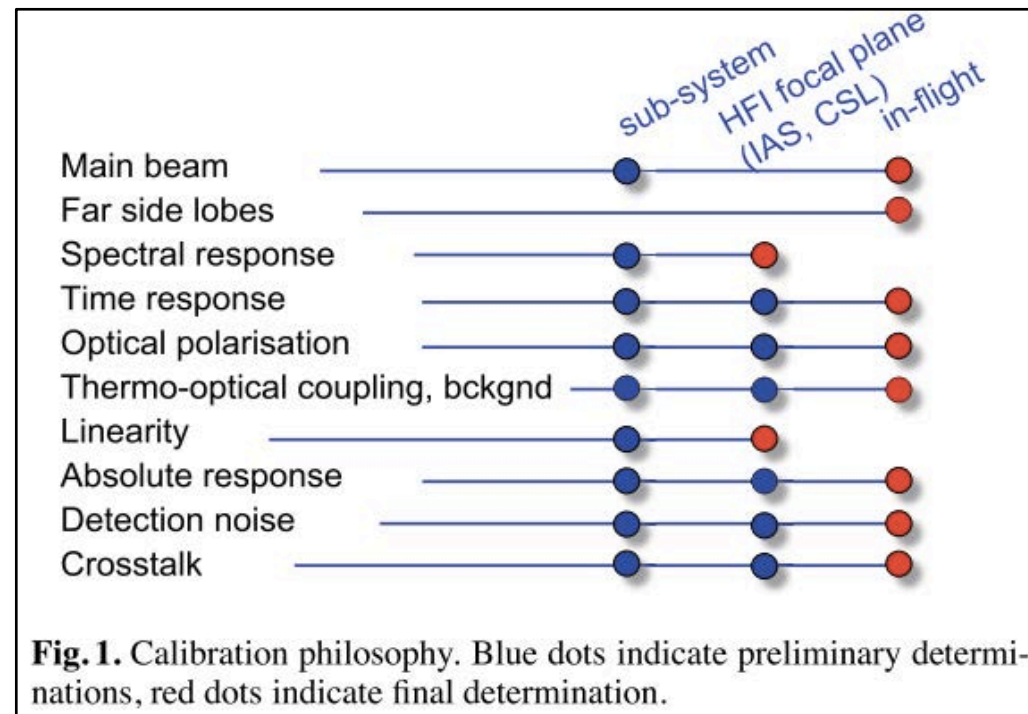 sub-system
HFI focal plane
(IAS, CSL)
in-flight
Main beam
Far side lobes
Spectral response
Time response
Optical polarisation
Thermo-optical coupling, bckgnd
Linearity
Absolute response
Detection noise
Crosstalk
Fig. 1. Calibration philosophy. Blue dots indicate preliminary determi-
nations, red dots indicate final determination.